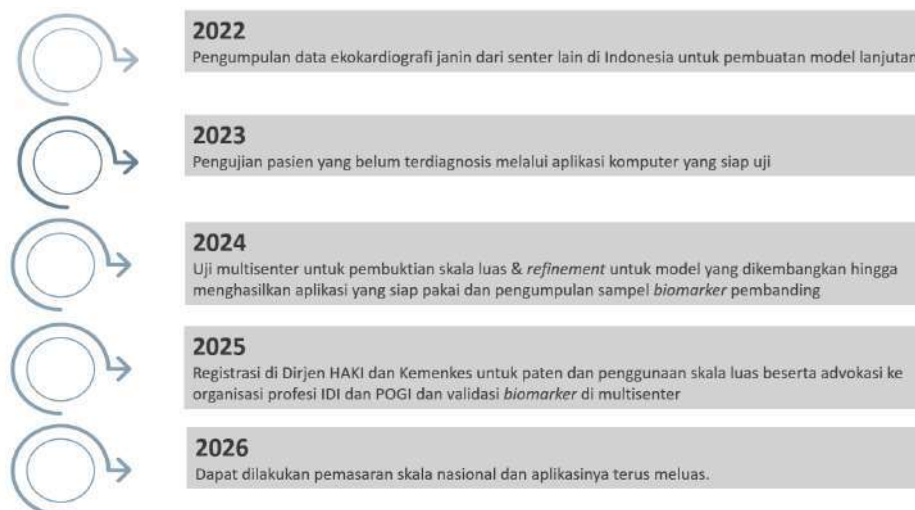 2022
Pengumpulan data ekokardiografi janin dari senter lain di Indonesia untuk pembuatan model lanjutan
2023
Pengujian pasien yang belum terdiagnosis melalui aplikasi komputer yang siap uji
2024
Uji multisenter untuk pembuktian skala luas & refinement untuk model yang dikembangkan hingga
menghasilkan aplikasi yang siap pakai dan pengumpulan sampel biomarker pembanding
2025
Registrasi di Dirjen HAKI dan Kemenkes untuk paten dan penggunaan skala luas beserta advokasi ke
organisasi profesi IDI dan POGI dan validasi biomarker di multisenter
2026
Dapat dilakukan pemasaran skala nasional dan aplikasinya terus meluas.